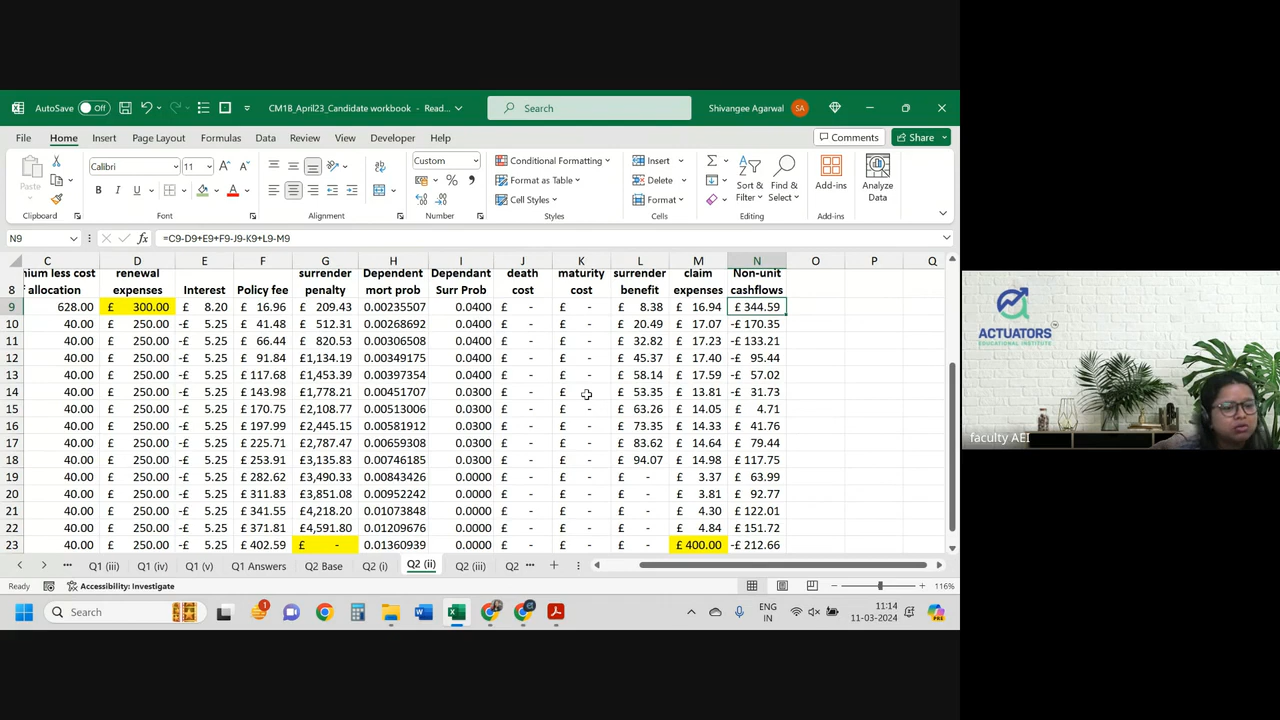 AutoSave Off CM1B_April23_Candidate workbook - Read... Search Shivangee Agarwal SA
File Home Insert Page Layout Formulas Data Review View Developer Help Comments Share
Paste Calibri 11 Custom Conditional Formatting Insert Sort & Filter Find & Select Add-ins Analyze Data
Format as Table Delete
B I U Cell Styles Format
Clipboard Font Alignment Number Styles Cells Editing Add-ins
N9 fx =C9-D9+E9+F9-J9-K9+L9-M9
C D E F G H I J K L M N O P Q
nium less cost renewal surrender Dependent Dependant death maturity surrender claim Non-unit
8 allocation expenses Interest Policy fee penalty mort prob Surr Prob cost cost benefit expenses cashflows
9 628.00 £ 300.00 £ 8.20 £ 16.96 £ 209.43 0.00235507 0.0400 £ - £ - £ 8.38 £ 16.94 £ 344.59
10 40.00 £ 250.00 -£ 5.25 £ 41.48 £ 512.31 0.00268692 0.0400 £ - £ - £ 20.49 £ 17.07 -£ 170.35
11 40.00 £ 250.00 -£ 5.25 £ 66.44 £ 820.53 0.00306508 0.0400 £ - £ - £ 32.82 £ 17.23 -£ 133.21
12 40.00 £ 250.00 -£ 5.25 £ 91.84 £1,134.19 0.00349175 0.0400 £ - £ - £ 45.37 £ 17.40 -£ 95.44
13 40.00 £ 250.00 -£ 5.25 £ 117.68 £1,453.39 0.00397354 0.0400 £ - £ - £ 58.14 £ 17.59 -£ 57.02
14 40.00 £ 250.00 -£ 5.25 £ 143.98 £1,778.21 0.00451707 0.0300 £ - £ - £ 53.35 £ 13.81 -£ 31.73
15 40.00 £ 250.00 -£ 5.25 £ 170.75 £2,108.77 0.00513006 0.0300 £ - £ - £ 63.26 £ 14.05 £ 4.71
16 40.00 £ 250.00 -£ 5.25 £ 197.99 £2,445.15 0.00581912 0.0300 £ - £ - £ 73.35 £ 14.33 £ 41.76
17 40.00 £ 250.00 -£ 5.25 £ 225.71 £2,787.47 0.00659308 0.0300 £ - £ - £ 83.62 £ 14.64 £ 79.44
18 40.00 £ 250.00 -£ 5.25 £ 253.91 £3,135.83 0.00746185 0.0300 £ - £ - £ 94.07 £ 14.98 £ 117.75
19 40.00 £ 250.00 -£ 5.25 £ 282.62 £3,490.33 0.00843426 0.0000 £ - £ - £ - £ 3.37 £ 63.99
20 40.00 £ 250.00 -£ 5.25 £ 311.83 £3,851.08 0.00952242 0.0000 £ - £ - £ - £ 3.81 £ 92.77
21 40.00 £ 250.00 -£ 5.25 £ 341.55 £4,218.20 0.01073848 0.0000 £ - £ - £ - £ 4.30 £ 122.01
22 40.00 £ 250.00 -£ 5.25 £ 371.81 £4,591.80 0.01209676 0.0000 £ - £ - £ - £ 4.84 £ 151.72
23 40.00 £ 250.00 -£ 5.25 £ 402.59 £ - 0.01360939 0.0000 £ - £ - £ - £ 400.00 -£ 212.66
... Q1 (iii) Q1 (iv) Q1 (v) Q1 Answers Q2 Base Q2 (i) Q2 (ii) Q2 (iii) Q2 ...
Ready Accessibility: Investigate 116%
Search 1 ENG IN 11:14 11-03-2024
ACTUATORS
EDUCATIONAL INSTITUTE
faculty AEI